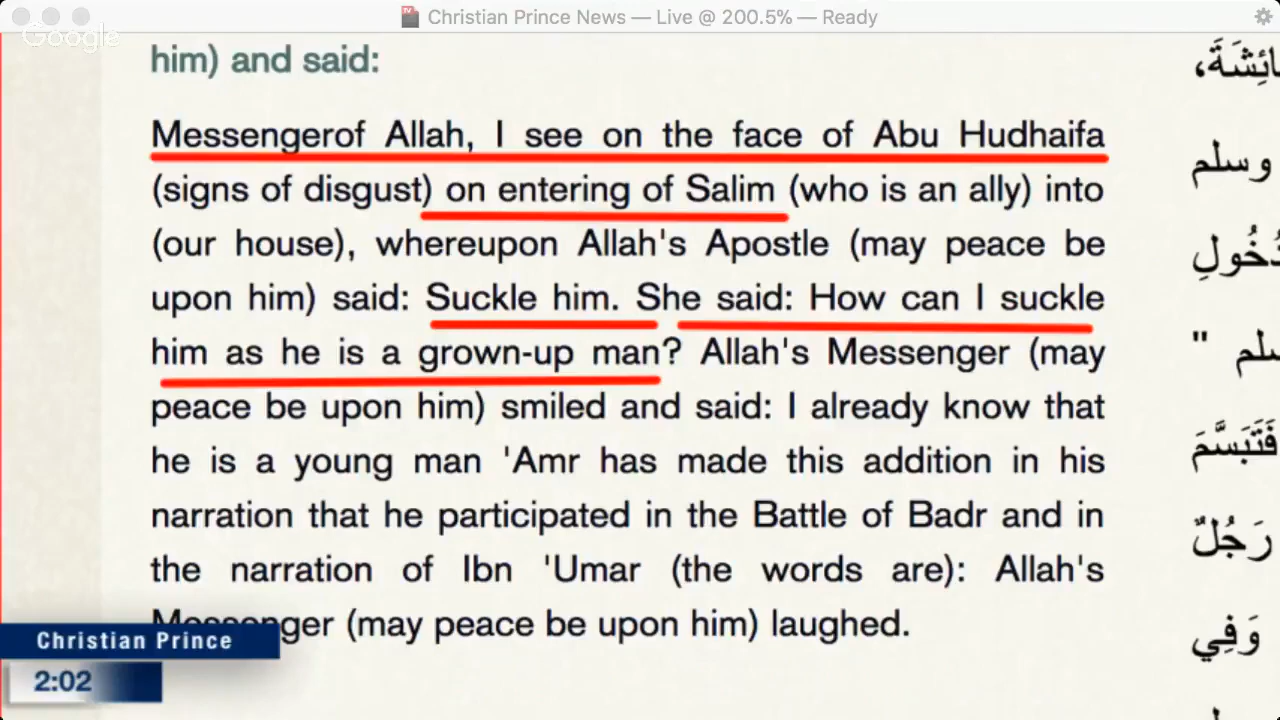 Christian Prince News — Live @ 200.5% — Ready
Google
him) and said:
Messengerof Allah, I see on the face of Abu Hudhaifa
(signs of disgust) on entering of Salim (who is an ally) into
(our house), whereupon Allah's Apostle (may peace be
upon him) said: Suckle him. She said: How can I suckle
him as he is a grown-up man? Allah's Messenger (may
peace be upon him) smiled and said: I already know that
he is a young man 'Amr has made this addition in his
narration that he participated in the Battle of Badr and in
the narration of Ibn 'Umar (the words are): Allah's
Messenger (may peace be upon him) laughed.
وسلم
"
فَتَبَسَّمَ
رَجُلٌ
وَفِي
Christian Prince
2:02